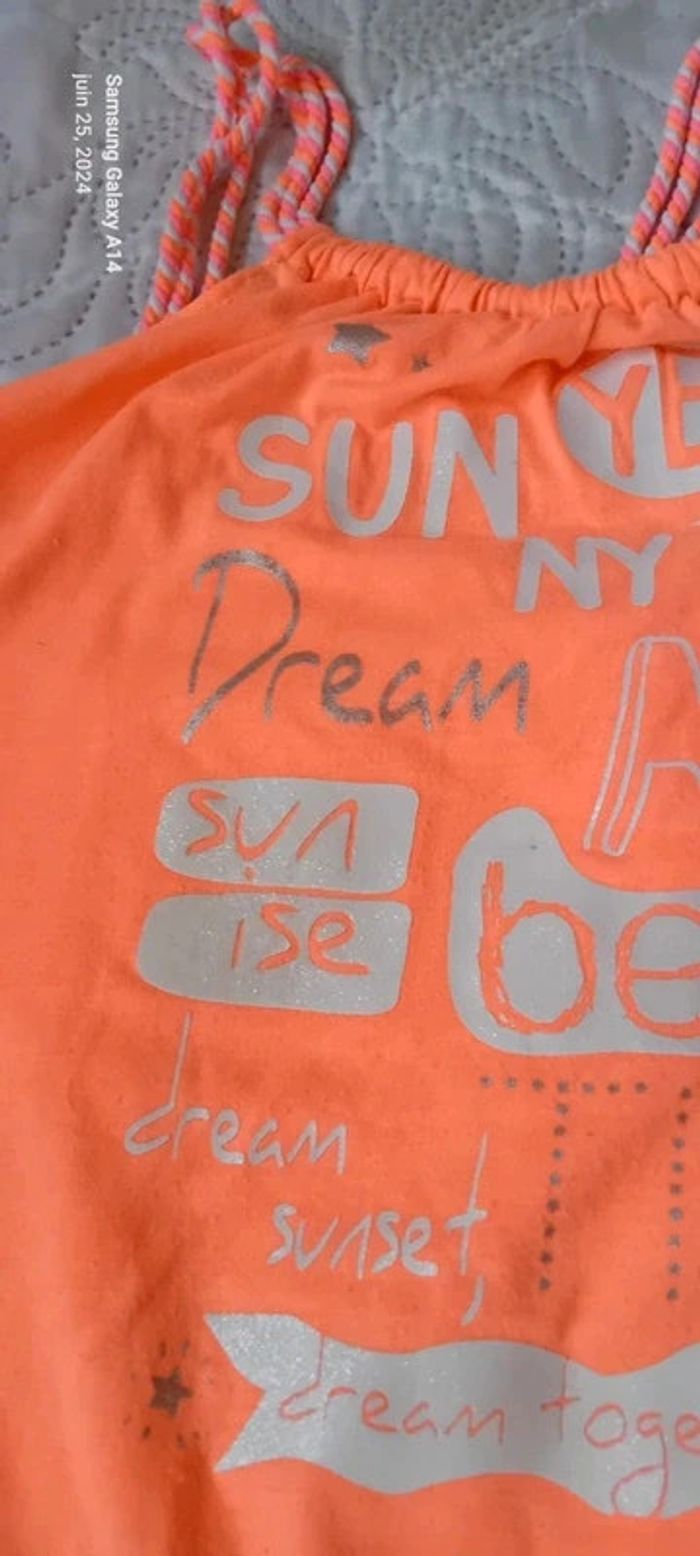 Samsung Galaxy A14
juin 25, 2024
SUN
NY
Dream
sun
ise
be
dream
sunset,
dream toge